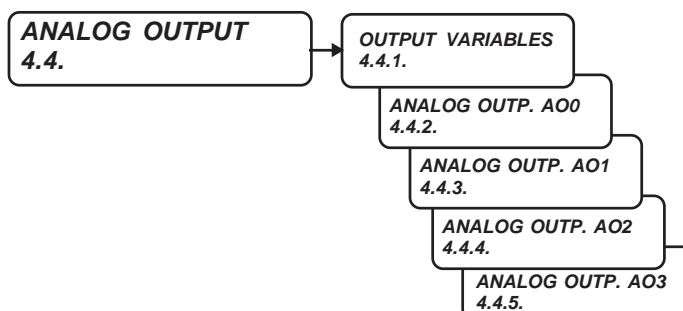 ANALOG OUTPUT
4.4.
OUTPUT VARIABLES
4.4.1.
ANALOG OUTP. AO0
4.4.2.
ANALOG OUTP. AO1
4.4.3.
ANALOG OUTP. AO2
4.4.4.
ANALOG OUTP. AO3
4.4.5.